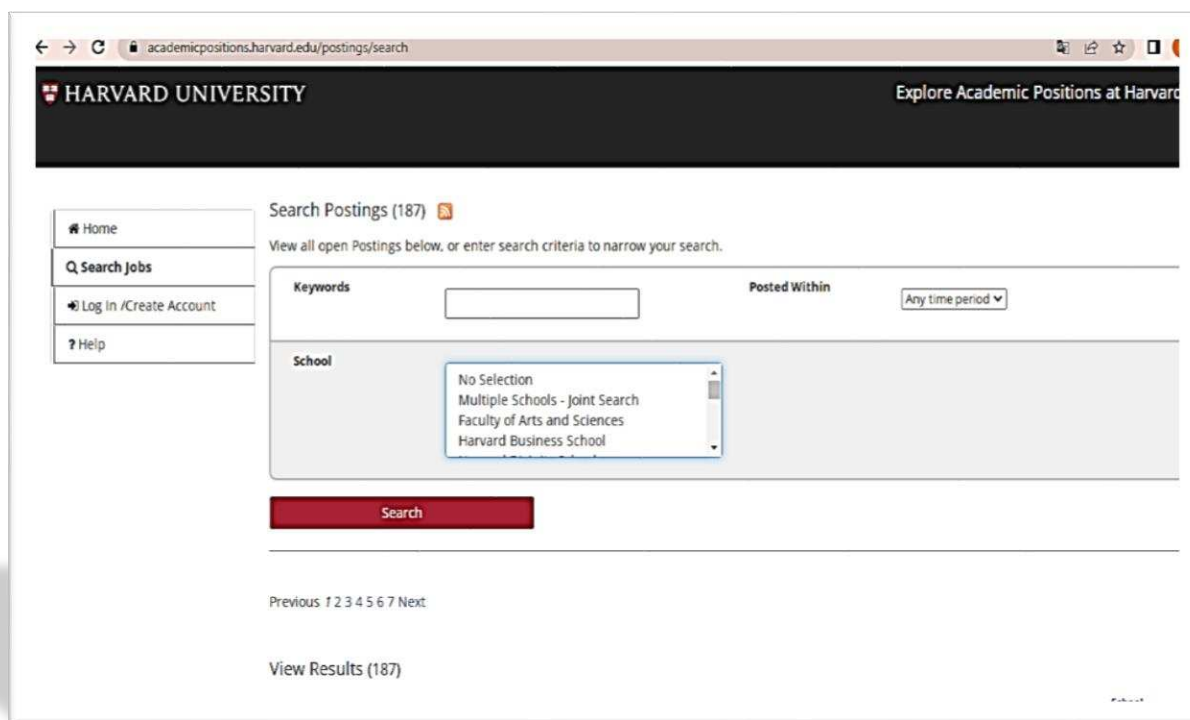 academicpositions.harvard.edu/postings/search
HARVARD UNIVERSITY
Explore Academic Positions at Harvard
Home
Search Jobs
Log In /Create Account
? Help
Search Postings (187)
View all open Postings below, or enter search criteria to narrow your search.
Keywords
Posted Within
Any time period
School
No Selection
Multiple Schools - Joint Search
Faculty of Arts and Sciences
Harvard Business School
Search
Previous 1 2 3 4 5 6 7 Next
View Results (187)